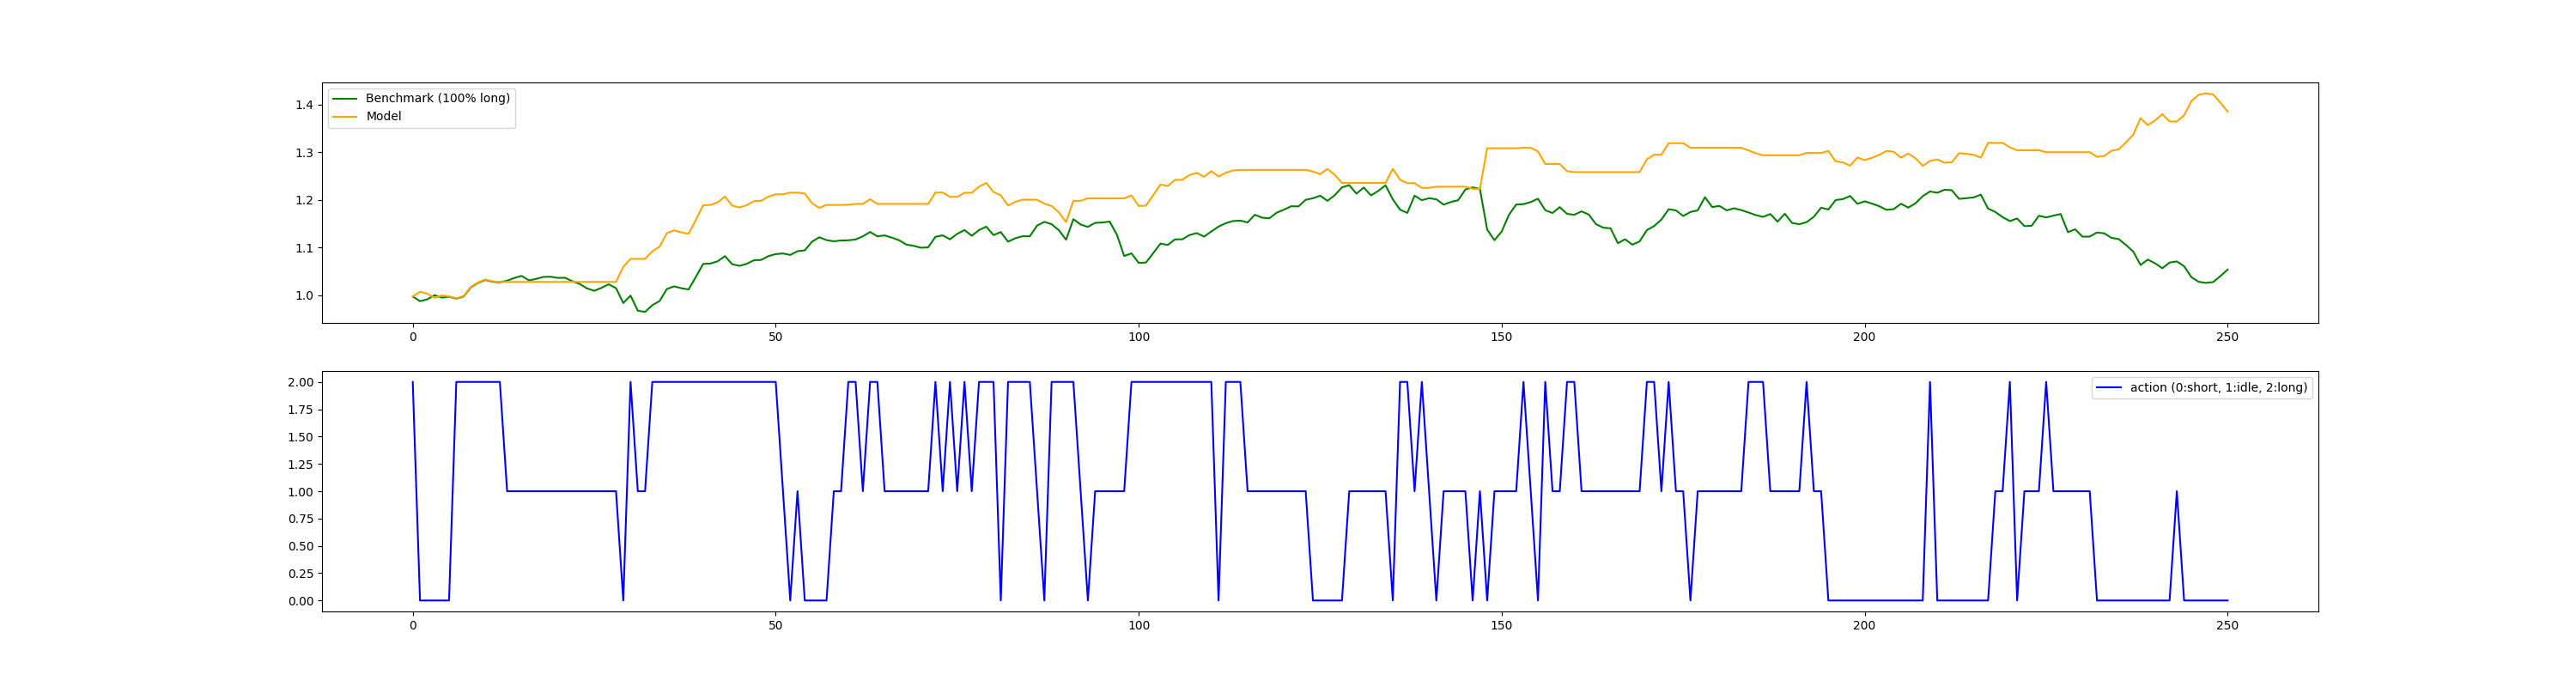 Benchmark (100% long)
Model
1.4
1.3
1.2
1.1
1.0
0 50 100 150 200 250
action (0:short, 1:idle, 2:long)
2.00
1.75
1.50
1.25
1.00
0.75
0.50
0.25
0.00
0 50 100 150 200 250